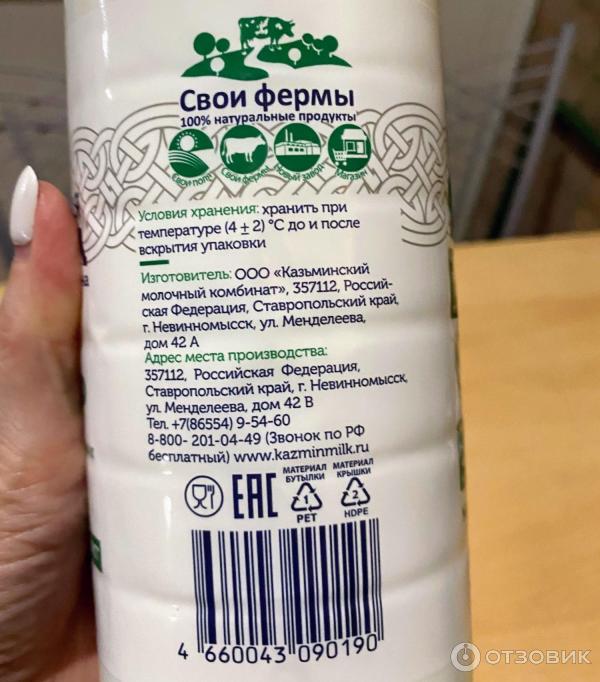 Свои фермы
100% натуральные продукты
Свои поля
Свои фермы
Новый завод
Магазин
Условия хранения: хранить при
температуре (4 ± 2) °С до и после
вскрытия упаковки
Изготовитель: ООО «Казьминский
молочный комбинат», 357112, Россий-
ская Федерация, Ставропольский край,
г. Невинномысск, ул. Менделеева,
дом 42 А
Адрес места производства:
357112, Российская Федерация,
Ставропольский край, г. Невинномысск,
ул. Менделеева, дом 42 В
Тел. +7(86554) 9-54-60
8-800- 201-04-49 (Звонок по РФ
бесплатный) www.kazminmilk.ru
EAC
МАТЕРИАЛ
БУТЫЛКИ
1
PET
МАТЕРИАЛ
КРЫШКИ
2
HDPE
4 660043 090190
ОТЗОВИК